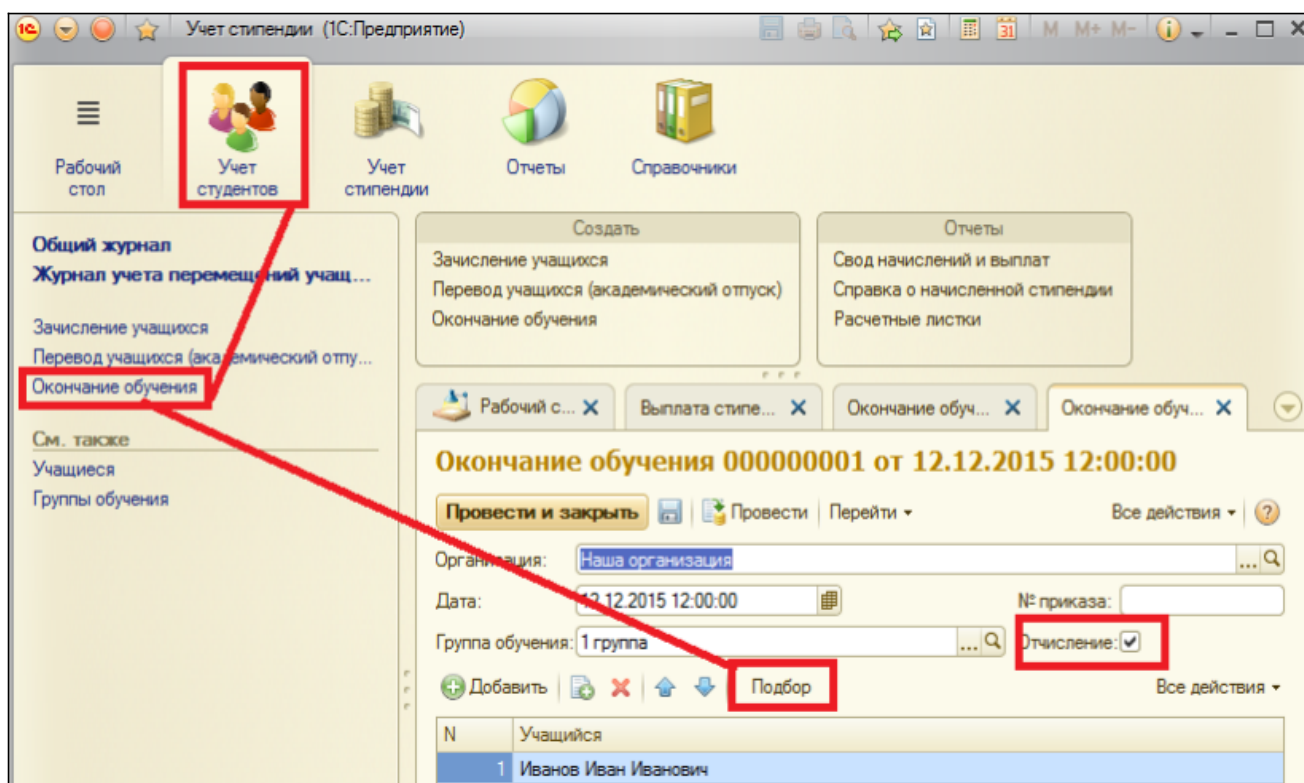 Учет стипендии (1С:Предприятие)
M M+ M-
31
Рабочий
стол
Учет
студентов
Учет
стипендии
Отчеты
Справочники
Общий журнал
Журнал учета перемещений учащ...
Зачисление учащихся
Перевод учащихся (академический отпу...
Окончание обучения
См. также
Учащиеся
Группы обучения
Создать
Зачисление учащихся
Перевод учащихся (академический отпуск)
Окончание обучения
Отчеты
Свод начислений и выплат
Справка о начисленной стипендии
Расчетные листки
Рабочий с...
Выплата стипе...
Окончание обуч...
Окончание обуч...
Окончание обучения 000000001 от 12.12.2015 12:00:00
Провести и закрыть
Провести
Перейти
Все действия
Организация: Наша организация
Дата: 12.12.2015 12:00:00
№ приказа:
Группа обучения: 1 группа
Отчисление:
Добавить
Подбор
Все действия
N Учащийся
1 Иванов Иван Иванович